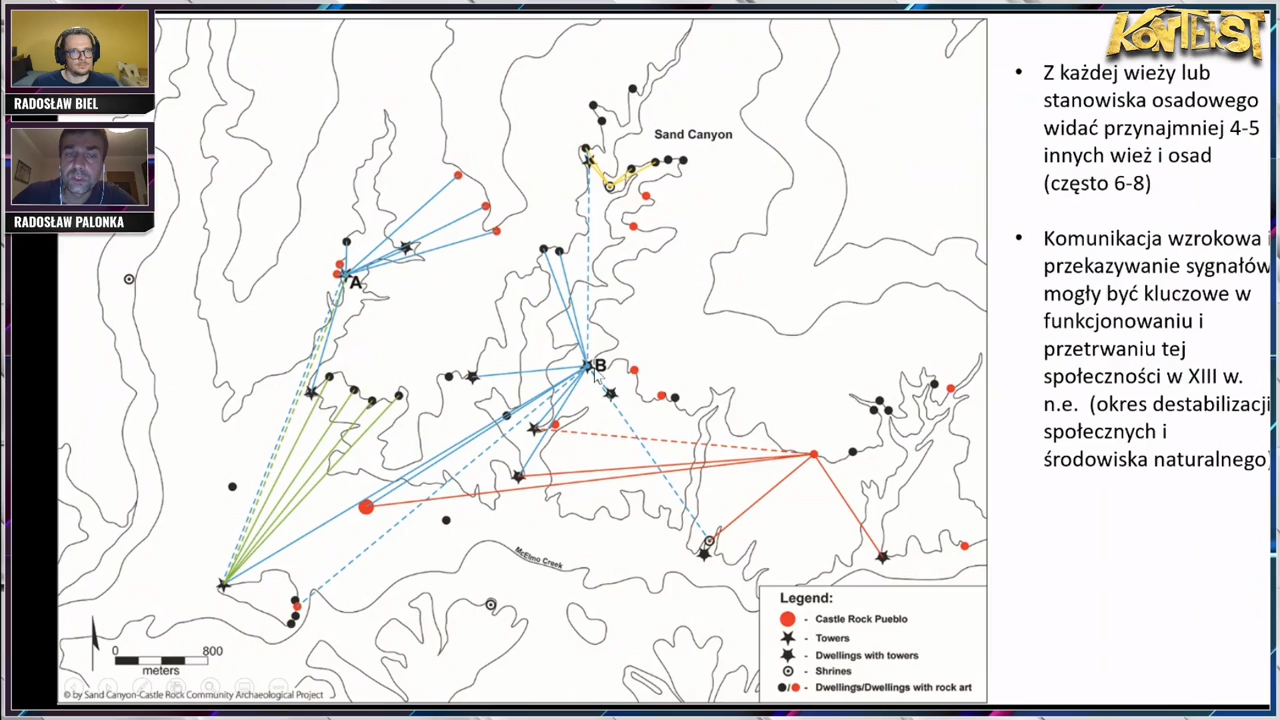 KONTEKST
RADOSŁAW BIEL
RADOSŁAW PALONKA
Sand Canyon
A
B
McElmo Creek
0 800
meters
© by Sand Canyon-Castle Rock Community Archaeological Project
Legend:
- Castle Rock Pueblo
- Towers
- Dwellings with towers
- Shrines
/ - Dwellings/Dwellings with rock art
• Z każdej wieży lub
stanowiska osadowego
widać przynajmniej 4-5
innych wież i osad
(często 6-8)
• Komunikacja wzrokowa i
przekazywanie sygnałów
mogły być kluczowe w
funkcjonowaniu i
przetrwaniu tej
społeczności w XIII w.
n.e. (okres destabilizacji
społecznych i
środowiska naturalnego)